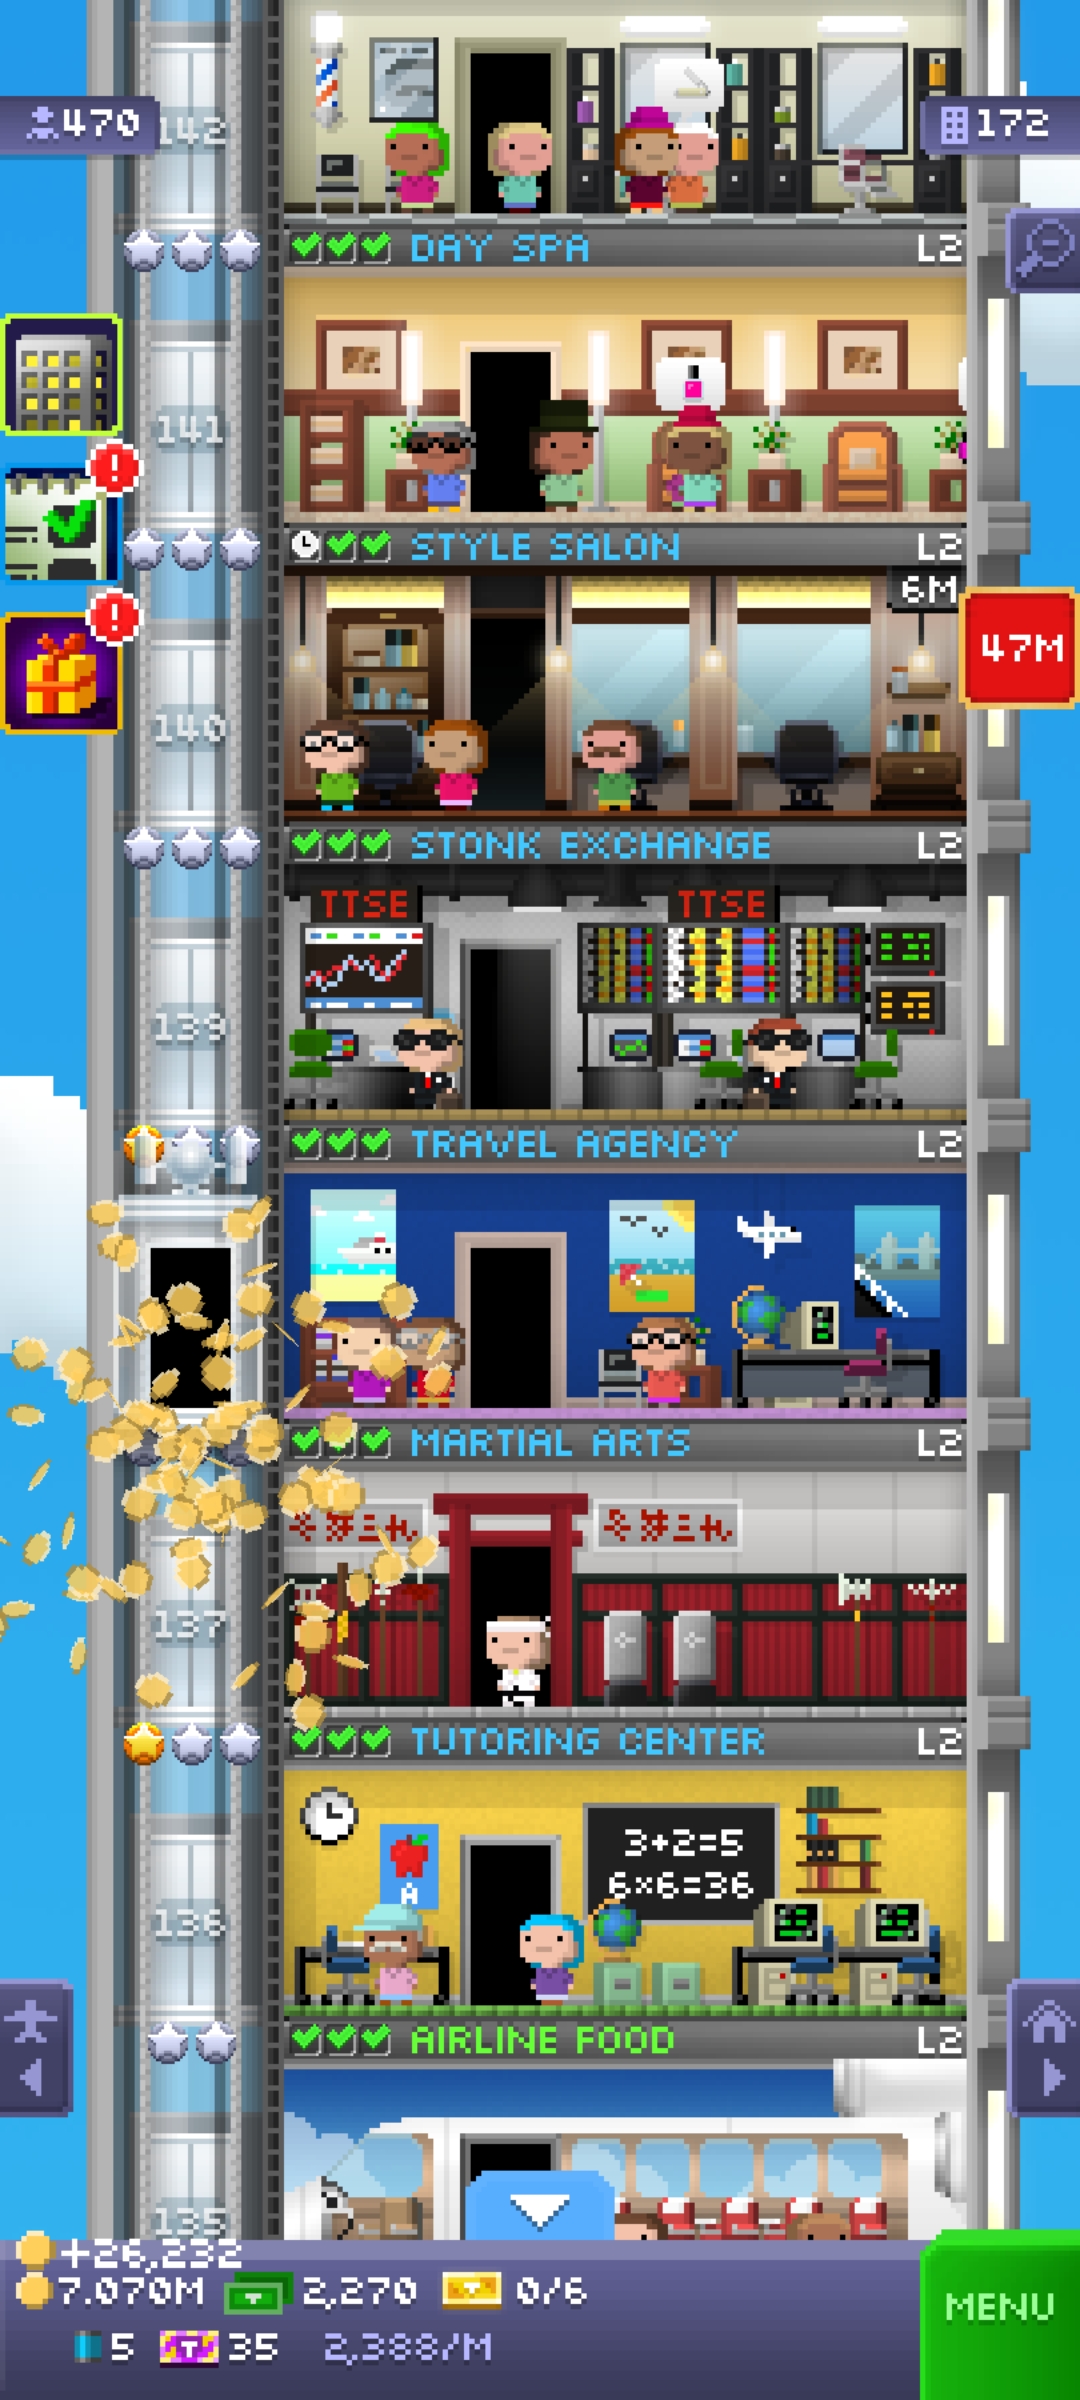 470
142
172
DAY SPA
L2
141
STYLE SALON
L2
6M
47M
140
STONK EXCHANGE
L2
TTSE
TTSE
139
TRAVEL AGENCY
L2
MARTIAL ARTS
L2
137
TUTORING CENTER
L2
3+2=5
6×6=36
A
136
AIRLINE FOOD
L2
135
+26,232
7.070M 2,270 0/6
MENU
5 T 35 2,388/M